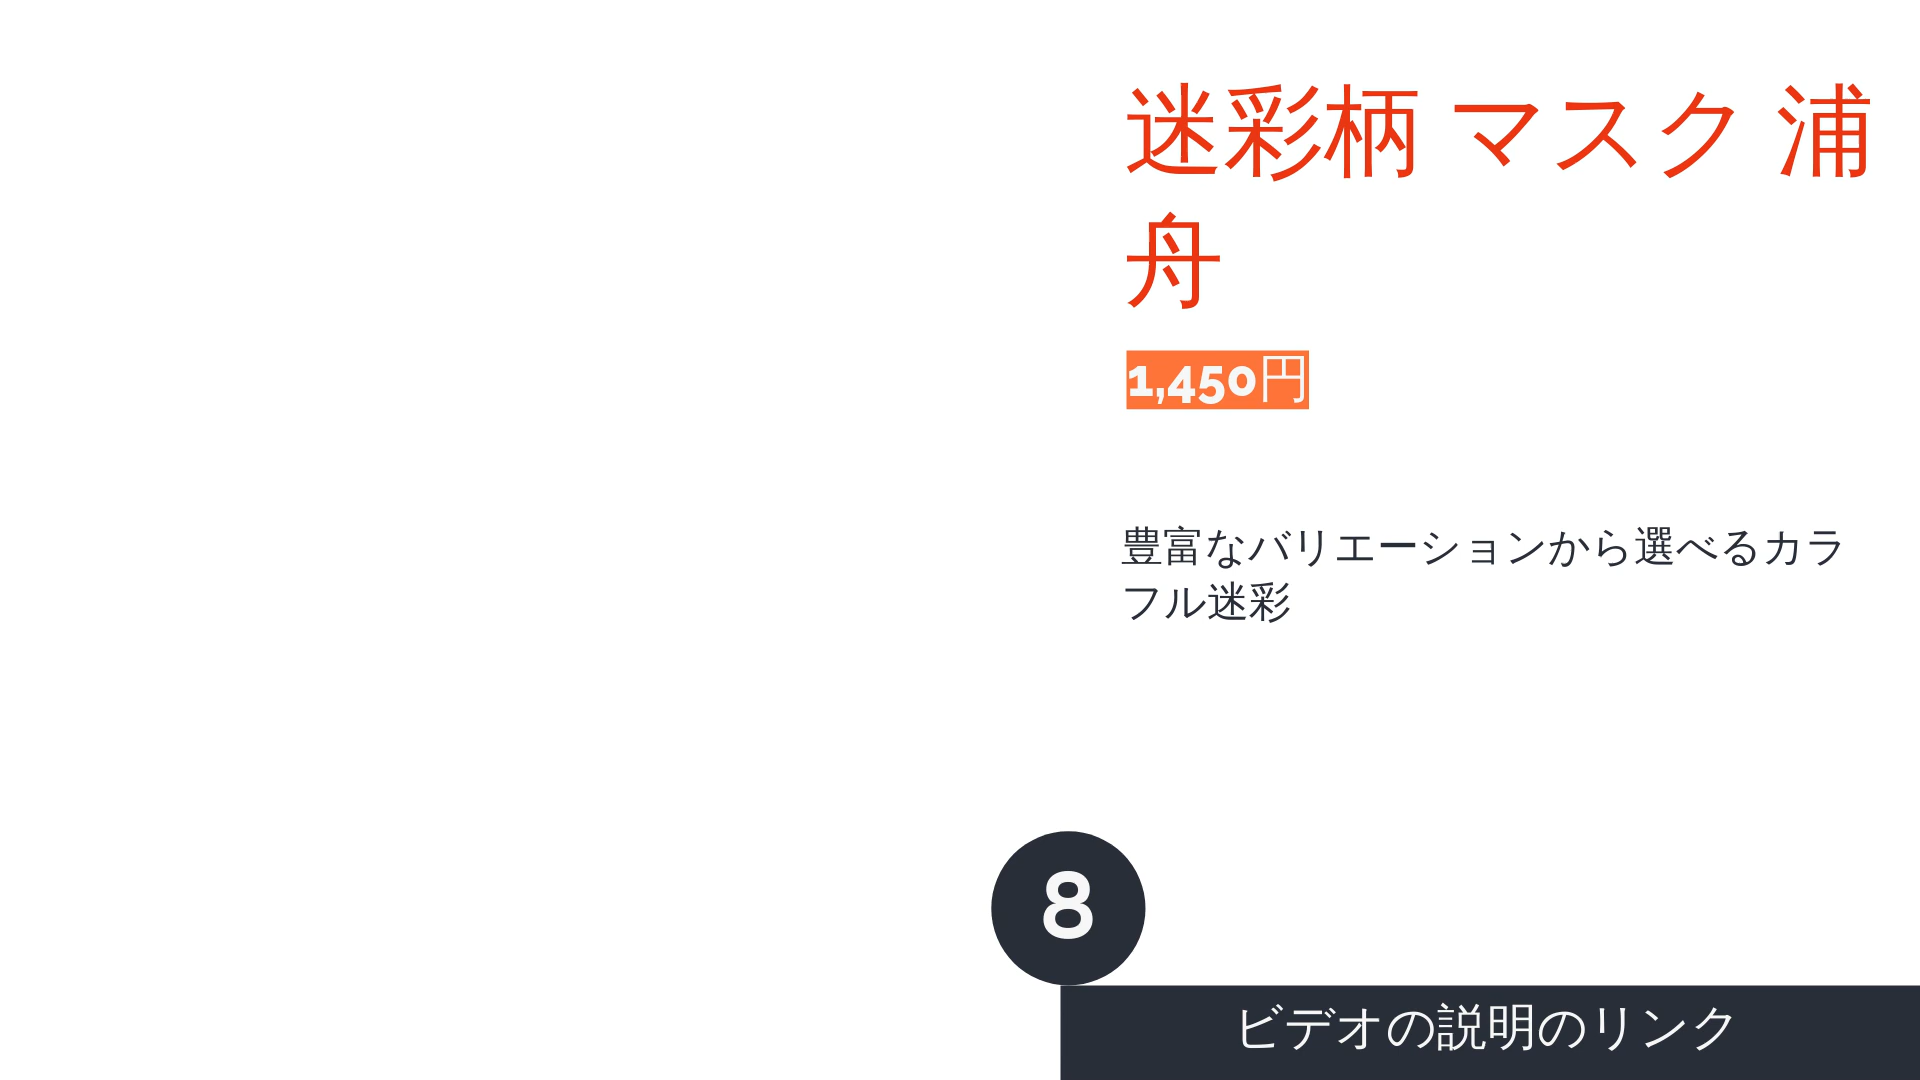 迷彩柄 マスク 浦
舟
1,450円
豊富なバリエーションから選べるカラ
フル迷彩
8
ビデオの説明のリンク